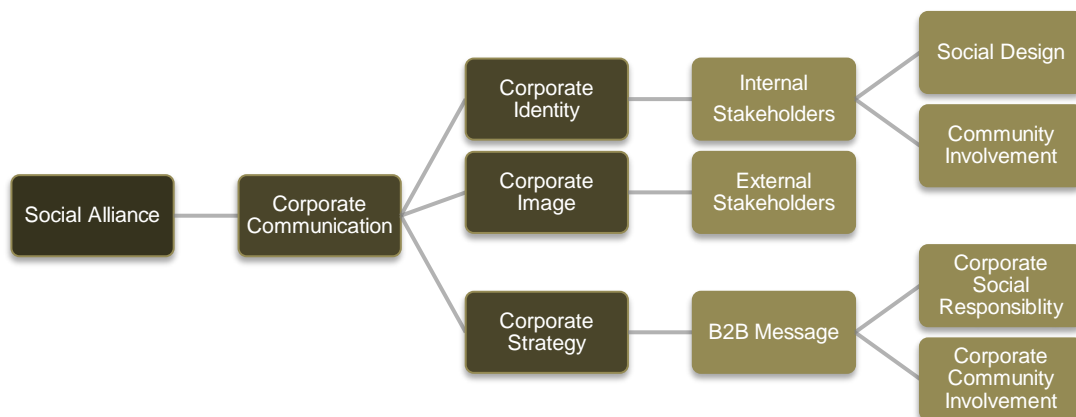 Social Alliance
Corporate
Communication
Corporate
Identity
Internal
Stakeholders
Social Design
Community
Involvement
Corporate
Image
External
Stakeholders
Corporate
Strategy
B2B Message
Corporate
Social
Responsiblity
Corporate
Community
Involvement